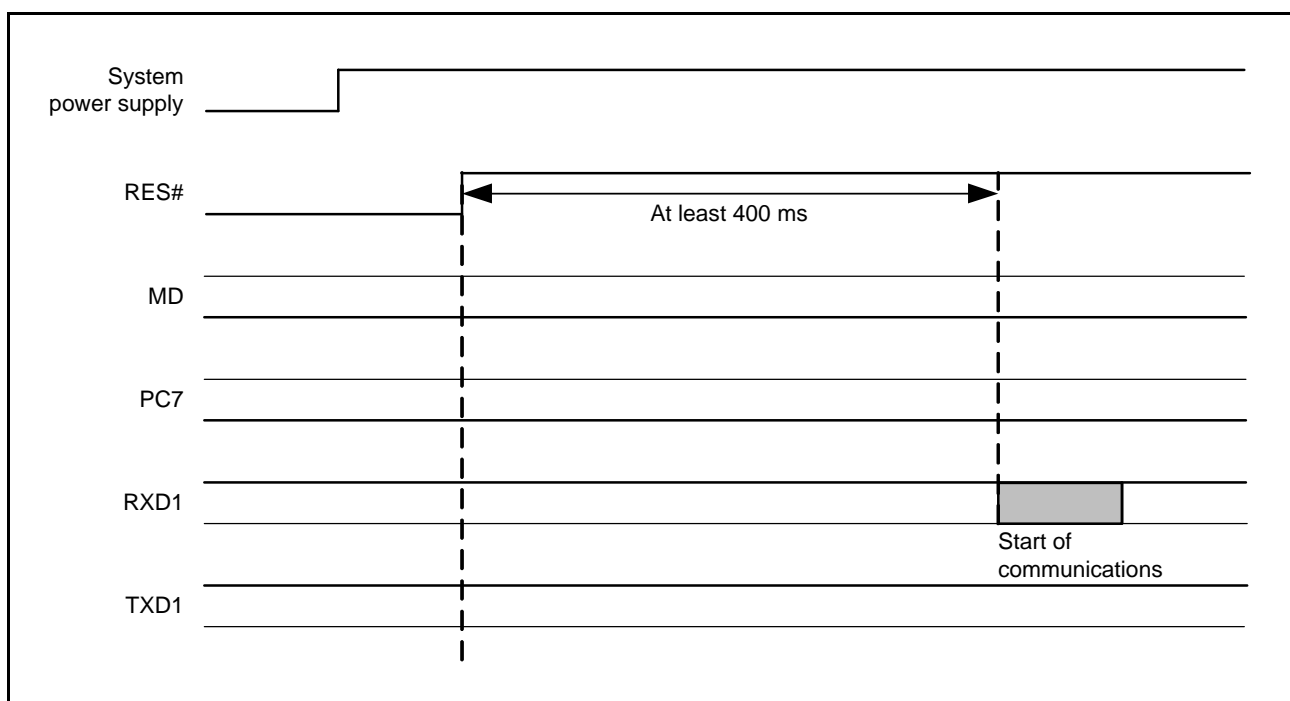 System
power supply
RES#
At least 400 ms
MD
PC7
RXD1
Start of
communications
TXD1